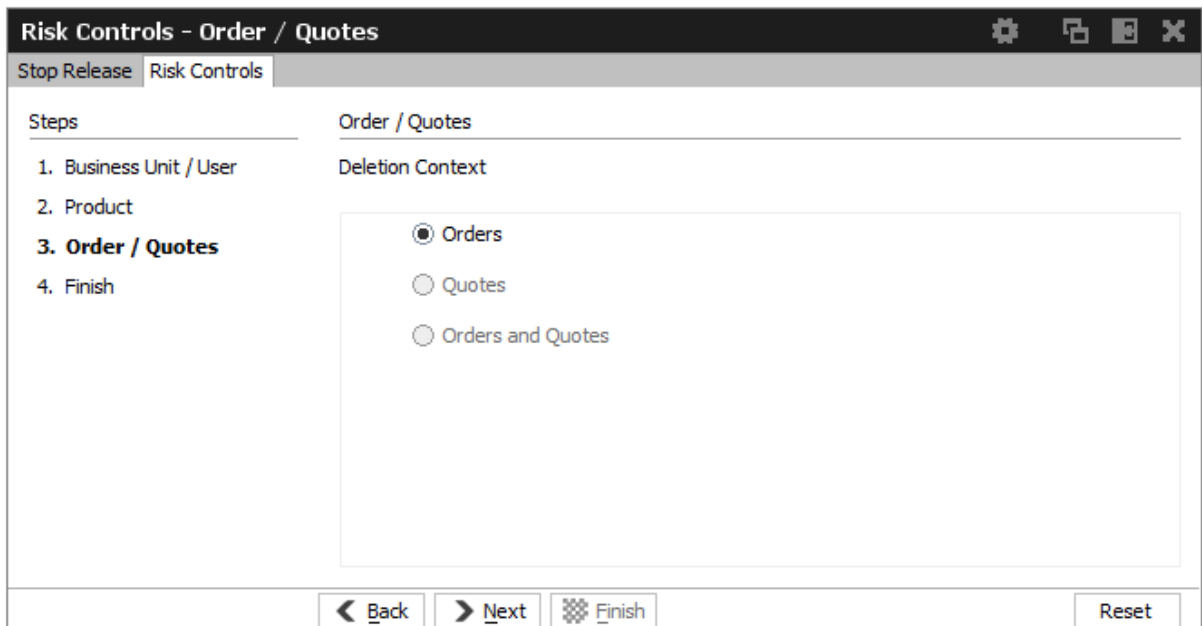 Risk Controls - Order / Quotes
Stop Release Risk Controls
Steps
1. Business Unit / User
2. Product
3. Order / Quotes
4. Finish
Order / Quotes
Deletion Context
Orders
Quotes
Orders and Quotes
Back Next Finish Reset